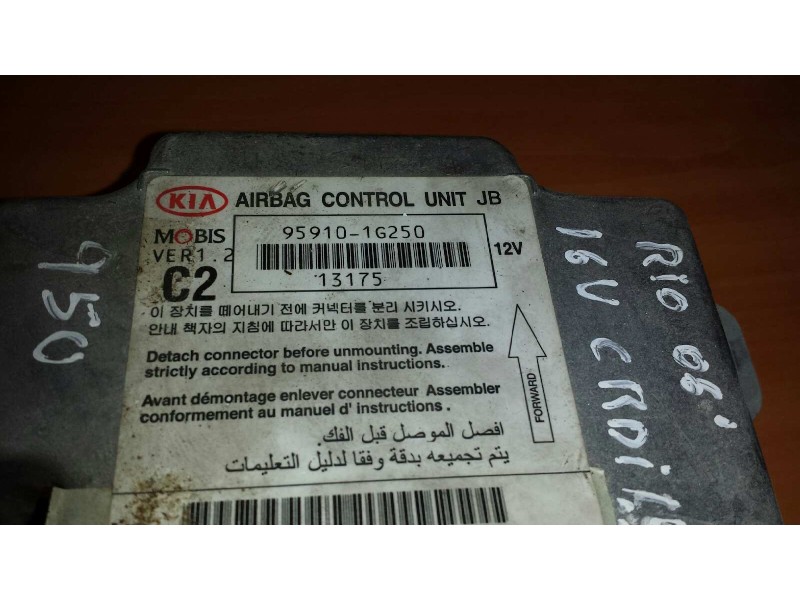 KIA AIRBAG CONTROL UNIT JB
MOBIS 95910-1G250 12V
VER1.2
C2 13175
이 장치를 떼어내기 전에 커넥터를 분리 시키시오.
안내 책자의 지침에 따라서만 이 장치를 조립하십시오.
Detach connector before unmounting. Assemble
strictly according to manual instructions.
Avant démontage enlever connecteur Assembler
conformement au manuel d' instructions.
افصل الموصل قبل الفك.
يتم تجميعه بدقة وفقا لدليل التعليمات
FORWARD
950
RiO 06'
16V CRDi 1.5